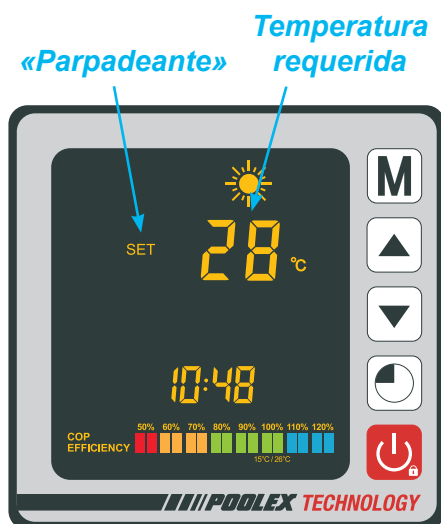 Temperatura
«Parpadeante» requerida
M
SET 28 °C
10:48
50% 60% 70% 80% 90% 100% 110% 120%
COP
EFFICIENCY
15°C / 26°C
POOLEX TECHNOLOGY